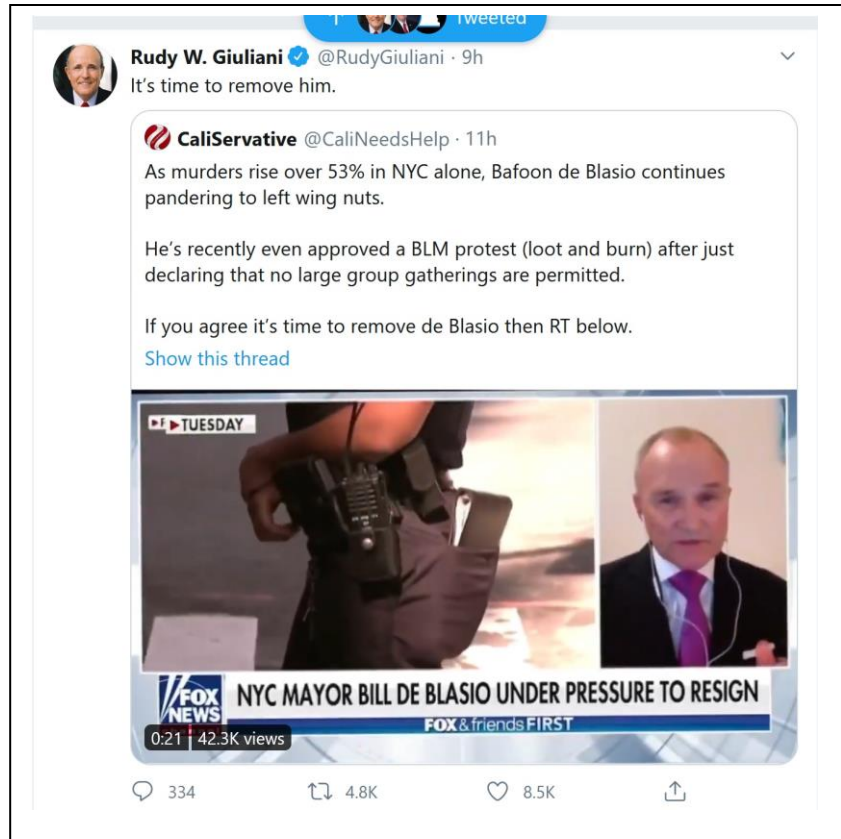 Tweeted
Rudy W. Giuliani @RudyGiuliani · 9h
It's time to remove him.
CaliServative @CaliNeedsHelp · 11h
As murders rise over 53% in NYC alone, Bafoon de Blasio continues
pandering to left wing nuts.
He's recently even approved a BLM protest (loot and burn) after just
declaring that no large group gatherings are permitted.
If you agree it's time to remove de Blasio then RT below.
Show this thread
TUESDAY
FOX
NEWS
NYC MAYOR BILL DE BLASIO UNDER PRESSURE TO RESIGN
FOX & friends FIRST
0:21 42.3K views
334 4.8K 8.5K